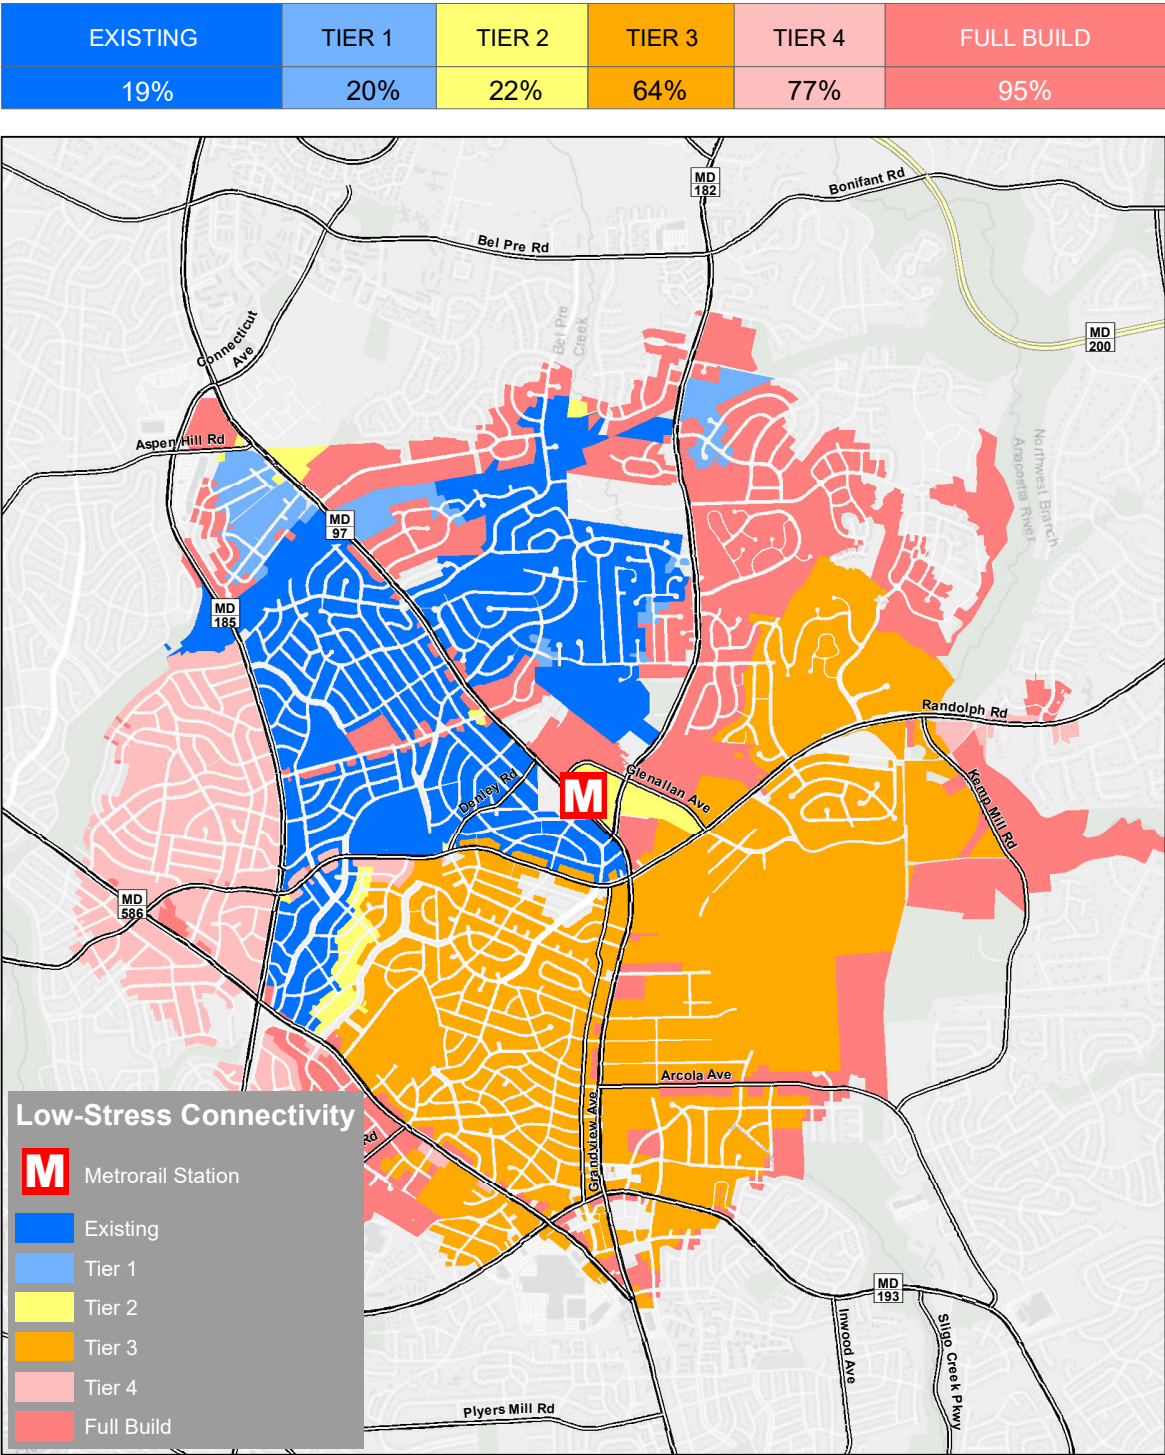 EXISTING TIER 1 TIER 2 TIER 3 TIER 4 FULL BUILD
19% 20% 22% 64% 77% 95%
MD
182
Bonifant Rd
Bel Pre Rd
Bel Pre
Creek
MD
200
Connecticut
Ave
Aspen Hill Rd
Northwest Branch
Anacostia River
MD
97
MD
185
Randolph Rd
Glenallan Ave
Denley Rd
M
Kemp Mill Rd
MD
586
Arcola Ave
Grandview Ave
Rd
MD
193
Inwood Ave
Sligo Creek Pkwy
Plyers Mill Rd
Low-Stress Connectivity
M Metrorail Station
Existing
Tier 1
Tier 2
Tier 3
Tier 4
Full Build